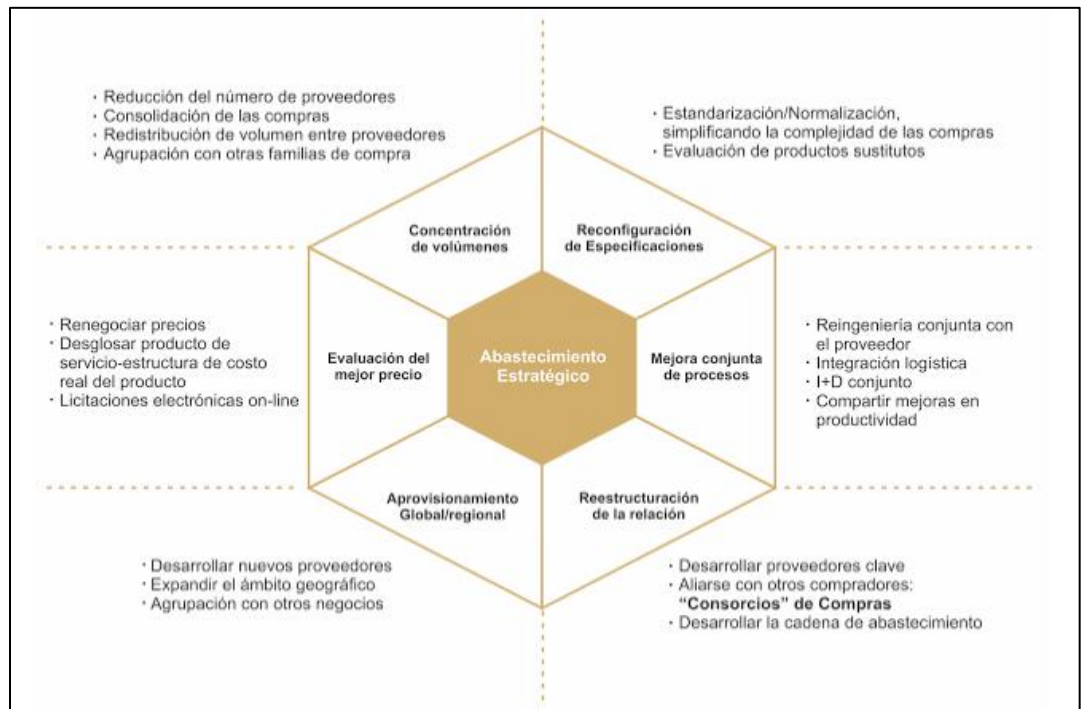 · Reducción del número de proveedores
· Consolidación de las compras
· Redistribución de volumen entre proveedores
· Agrupación con otras familias de compra
· Estandarización/Normalización,
simplificando la complejidad de las compras
· Evaluación de productos sustitutos
Concentración
de volúmenes
Reconfiguración
de Especificaciones
· Renegociar precios
· Desglosar producto de
servicio-estructura de costo
real del producto
· Licitaciones electrónicas on-line
Evaluación del
mejor precio
Abastecimiento
Estratégico
Mejora conjunta
de procesos
· Reingeniería conjunta con
el proveedor
· Integración logística
· I+D conjunto
· Compartir mejoras en
productividad
Aprovisionamiento
Global/regional
Reestructuración
de la relación
· Desarrollar nuevos proveedores
· Expandir el ámbito geográfico
· Agrupación con otros negocios
· Desarrollar proveedores clave
· Aliarse con otros compradores:
“Consorcios” de Compras
· Desarrollar la cadena de abastecimiento